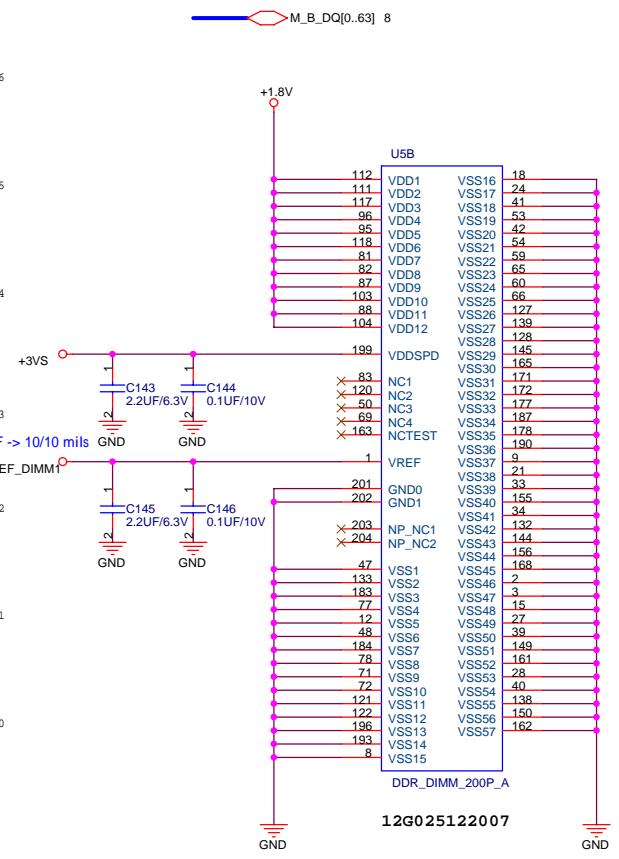 M_B_DQ[0..63] 8
6
+1.8V
U5B
5
112 VDD1 VSS16 18
111 VDD2 VSS17 24
117 VDD3 VSS18 41
96 VDD4 VSS19 53
95 VDD5 VSS20 42
118 VDD6 VSS21 54
81 VDD7 VSS22 59
82 VDD8 VSS23 65
87 VDD9 VSS24 60
103 VDD10 VSS25 66
88 VDD11 VSS26 127
104 VDD12 VSS27 139
4
VSS28 128
+3VS 199 VDDSPD VSS29 145
VSS30 165
83 NC1 VSS31 171
120 NC2 VSS32 172
50 NC3 VSS33 177
69 NC4 VSS34 187
163 NCTEST VSS35 178
1 C143 2.2UF/6.3V 2 GND
1 C144 0.1UF/10V 2 GND
3
F -> 10/10 mils
VSS36 190
EF_DIMM1 1 VREF VSS37 9
VSS38 21
201 GND0 VSS39 33
202 GND1 VSS40 155
VSS41 34
203 NP_NC1 VSS42 132
204 NP_NC2 VSS43 144
VSS44 156
1 C145 2.2UF/6.3V 2 GND
1 C146 0.1UF/10V 2 GND
2
47 VSS1 VSS45 168
133 VSS2 VSS46 2
183 VSS3 VSS47 3
77 VSS4 VSS48 15
12 VSS5 VSS49 27
48 VSS6 VSS50 39
184 VSS7 VSS51 149
78 VSS8 VSS52 161
71 VSS9 VSS53 28
72 VSS10 VSS54 40
121 VSS11 VSS55 138
122 VSS12 VSS56 150
196 VSS13 VSS57 162
193 VSS14
8 VSS15
1
0
DDR_DIMM_200P_A
12G025122007
GND GND